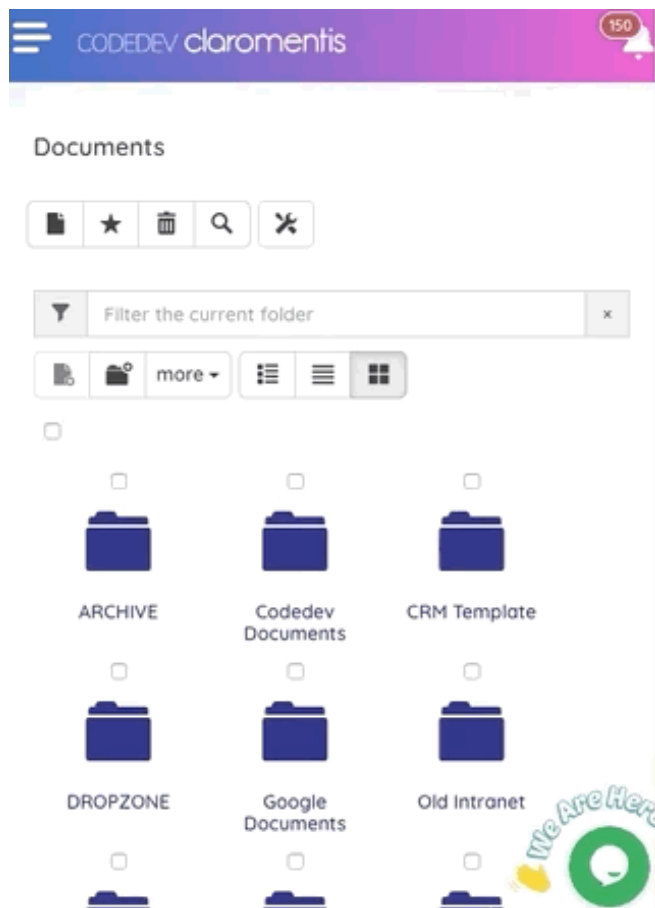 CODEDEV claromentis
150
Documents
Filter the current folder
×
more
ARCHIVE
Codedev
Documents
CRM Template
DROPZONE
Google
Documents
Old Intranet
We Are Here